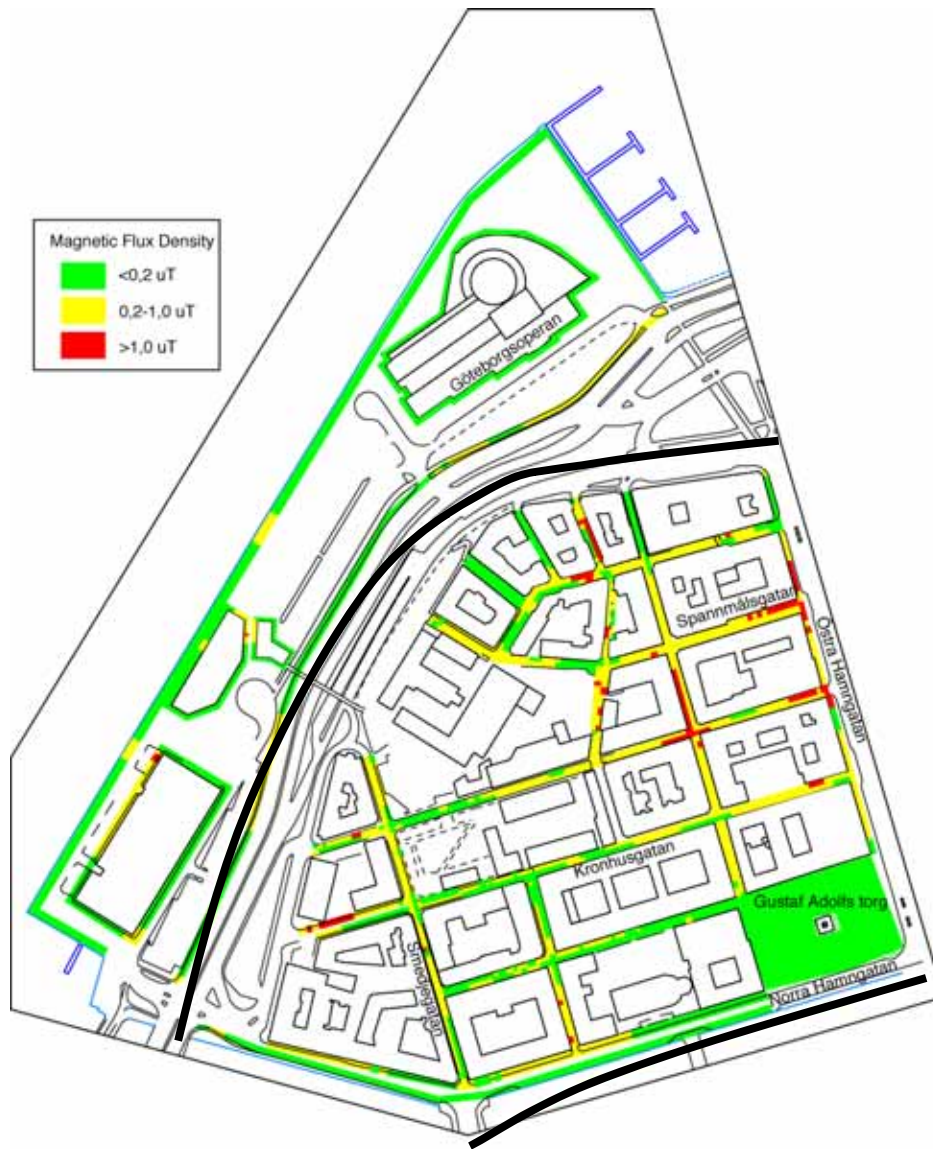 Magnetic Flux Density
<0,2 uT
0,2-1,0 uT
>1,0 uT
Göteborgsoperan
Spannmålsgatan
Östra Hamngatan
Kronhusgatan
Gustaf Adolfs torg
Smedjegatan
Norra Hamngatan